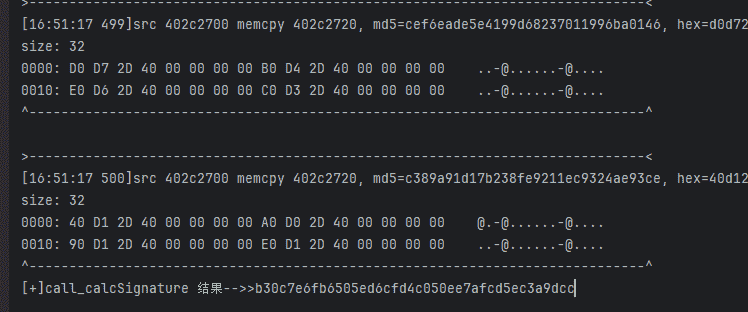 >-----------------------------------------------------------------------------<
[16:51:17 499]src 402c2700 memcpy 402c2720, md5=cef6eade5e4199d68237011996ba0146, hex=d0d72
size: 32
0000: D0 D7 2D 40 00 00 00 00 B0 D4 2D 40 00 00 00 00    ..-@......-@....
0010: E0 D6 2D 40 00 00 00 00 C0 D3 2D 40 00 00 00 00    ..-@......-@....
^-----------------------------------------------------------------------------^
>-----------------------------------------------------------------------------<
[16:51:17 500]src 402c2700 memcpy 402c2720, md5=c389a91d17b238fe9211ec9324ae93ce, hex=40d12
size: 32
0000: 40 D1 2D 40 00 00 00 00 A0 D0 2D 40 00 00 00 00    @.-@......-@....
0010: 90 D1 2D 40 00 00 00 00 E0 D1 2D 40 00 00 00 00    ..-@......-@....
^-----------------------------------------------------------------------------^
[+]call_calcSignature 结果-->>b30c7e6fb6505ed6cfd4c050ee7afcd5ec3a9dcc